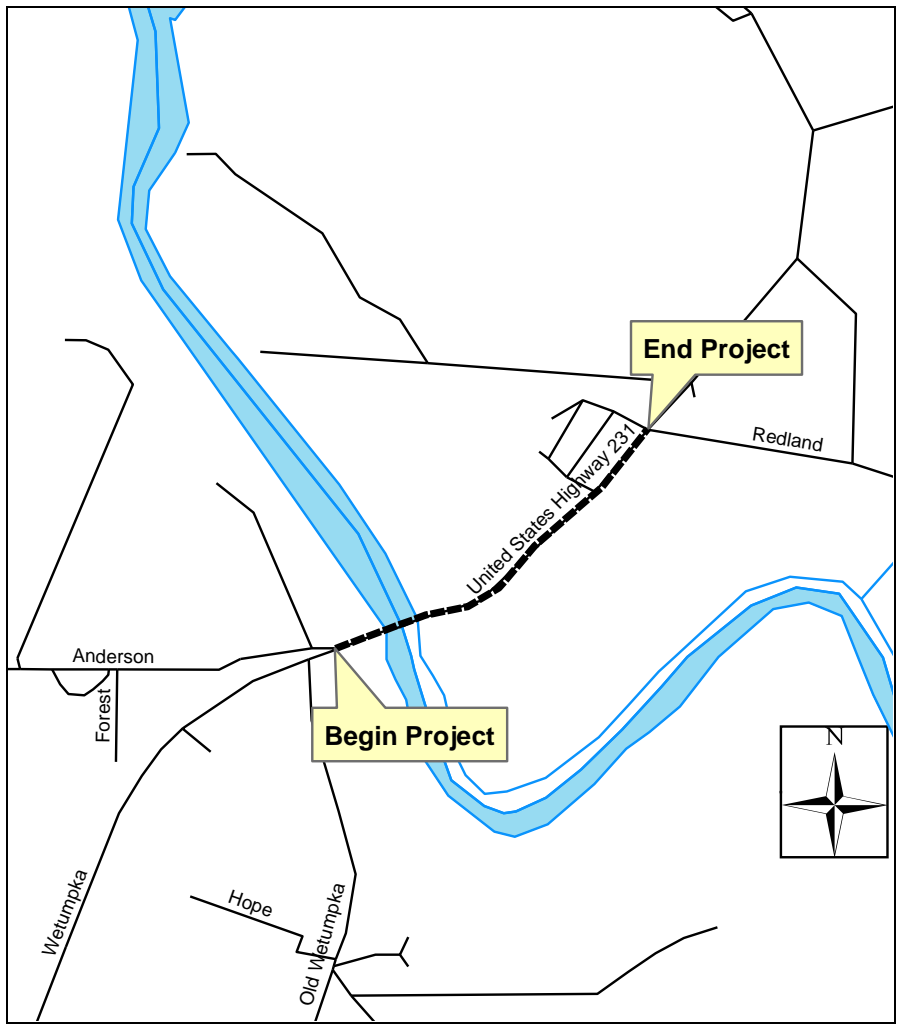 End Project
Redland
United States Highway 231
Anderson
Forest
Begin Project
N
Wetumpka
Hope
Old Wetumpka